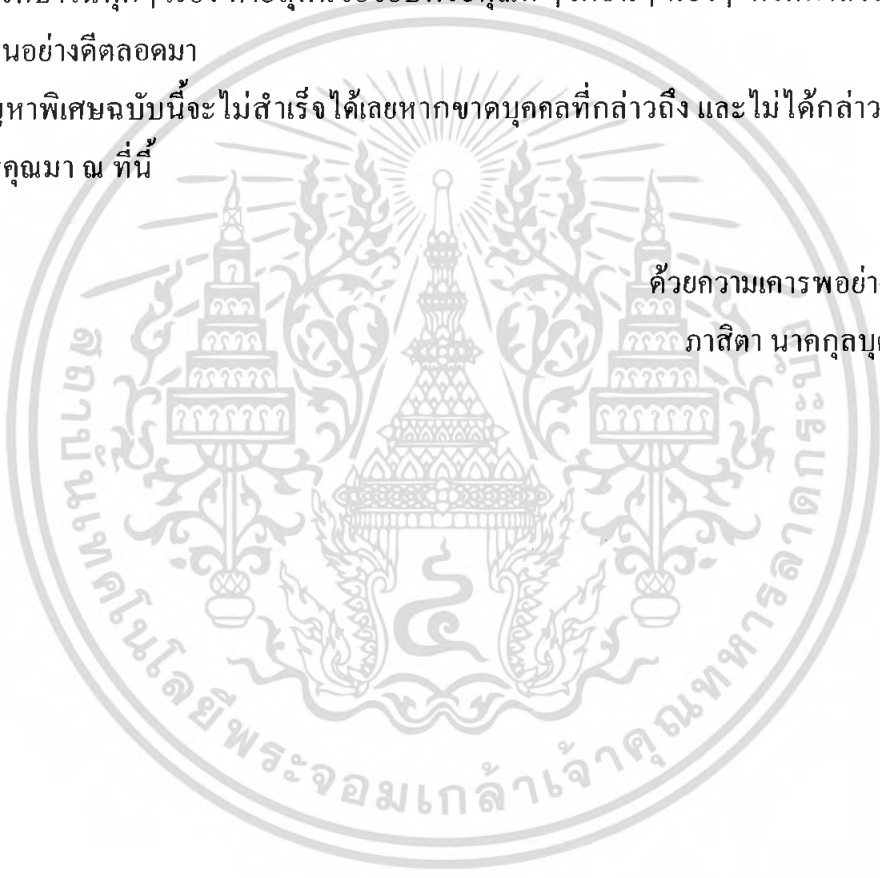 นอย่างดีตลอดมา
หาพิเศษฉบับนี้จะไม่สำเร็จได้เลยหากขาดบุคคลที่กล่าวถึง และไม่ได้กล่าว
คุณมา ณ ที่นี้
ด้วยความเคารพอย่า
ภาสิตา นาคกุลบุ
สถาบันเทคโนโลยีพระจอมเกล้าเจ้าคุณทหารลาดกระบัง